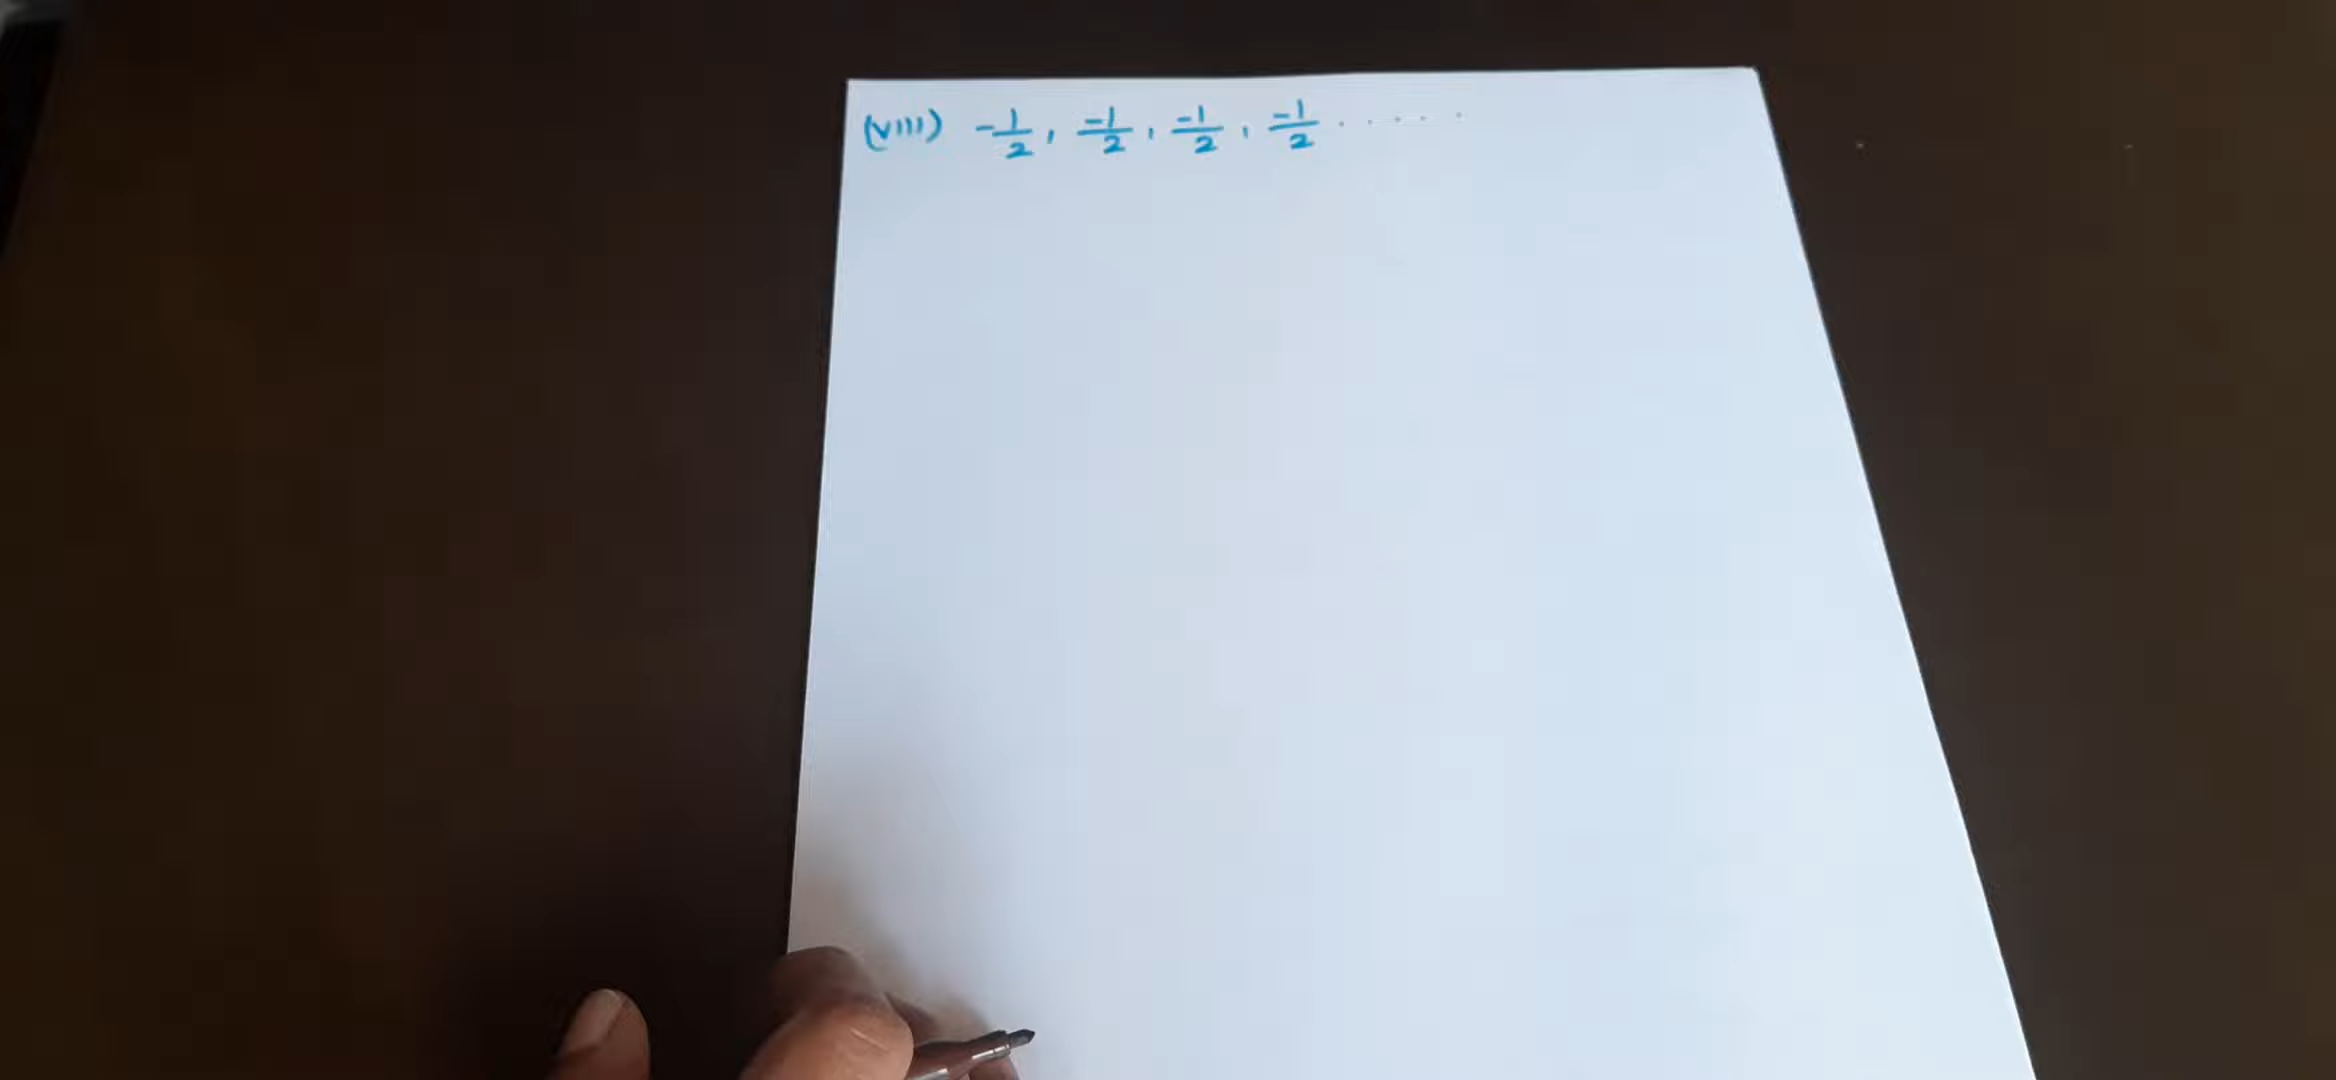 (viii) -1/2, -1/2, -1/2, -1/2 ......